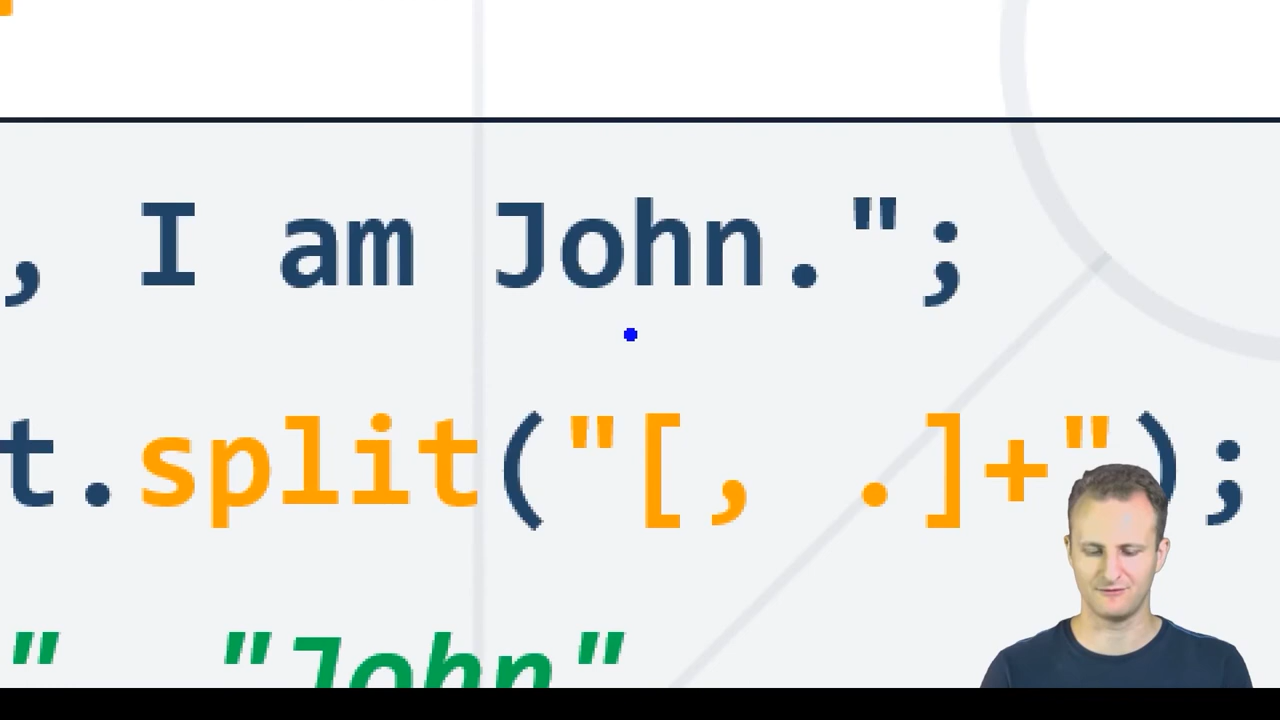 , I am John.";
t.split("[, .]+");
" "John"